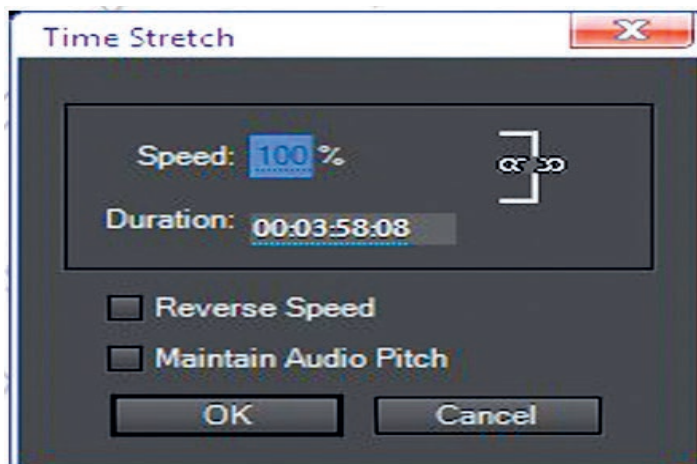 Time Stretch
Speed: 100 %
Duration: 00:03:58:08
Reverse Speed
Maintain Audio Pitch
OK Cancel